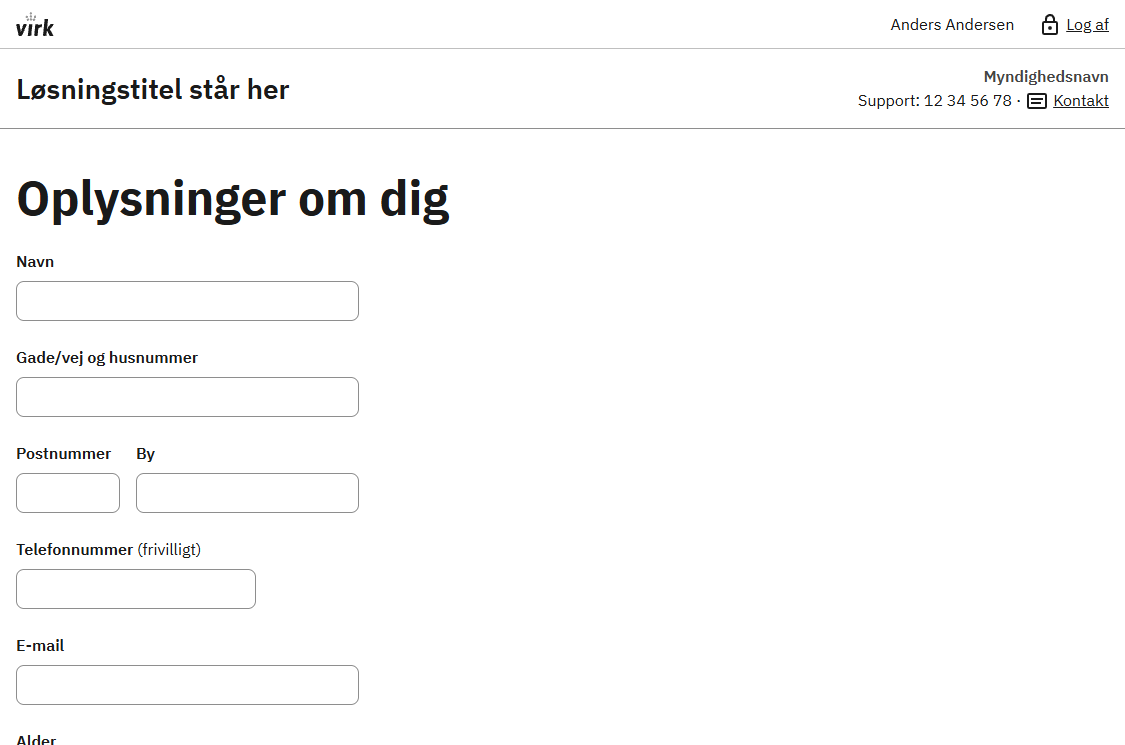 virk
Anders Andersen Log af
Løsningstitel står her
Myndighedsnavn
Support: 12 34 56 78 · Kontakt
Oplysninger om dig
Navn
Gade/vej og husnummer
Postnummer By
Telefonnummer (frivilligt)
E-mail
Alder